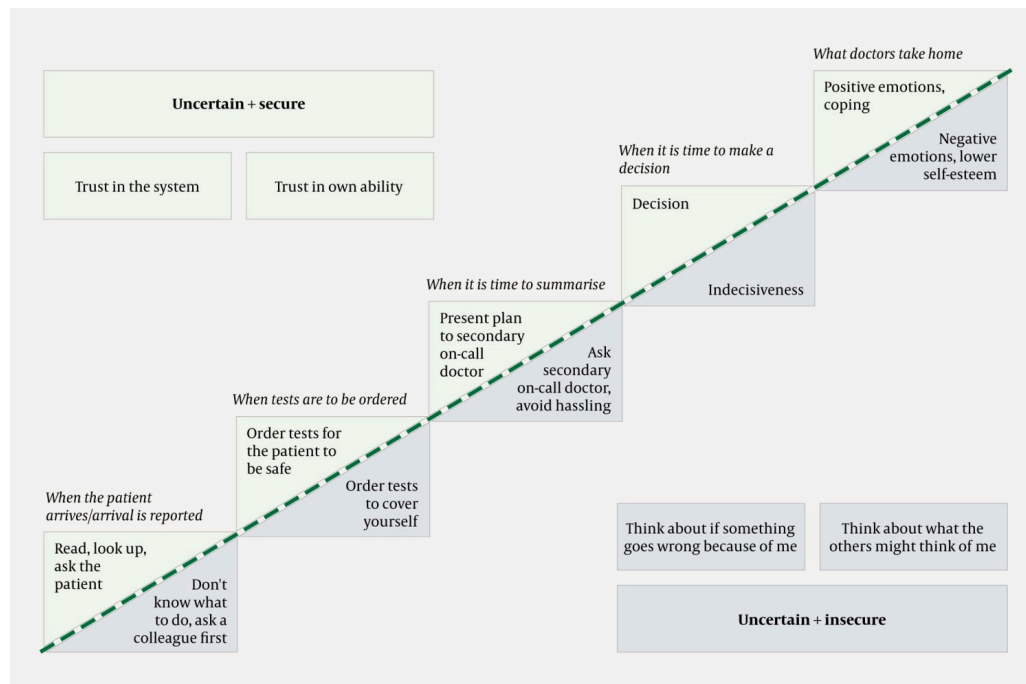 What doctors take home
Positive emotions,
coping
Negative
emotions, lower
self-esteem
Uncertain + secure
Trust in the system
Trust in own ability
When it is time to make a
decision
Decision
Indecisiveness
When it is time to summarise
Present plan
to secondary
on-call
doctor
Ask
secondary
on-call doctor,
avoid hassling
When tests are to be ordered
Order tests for
the patient to
be safe
Order tests
to cover
yourself
When the patient
arrives/arrival is reported
Read, look up,
ask the
patient
Don't
know what
to do, ask a
colleague first
Think about if something
goes wrong because of me
Think about what the
others might think of me
Uncertain + insecure